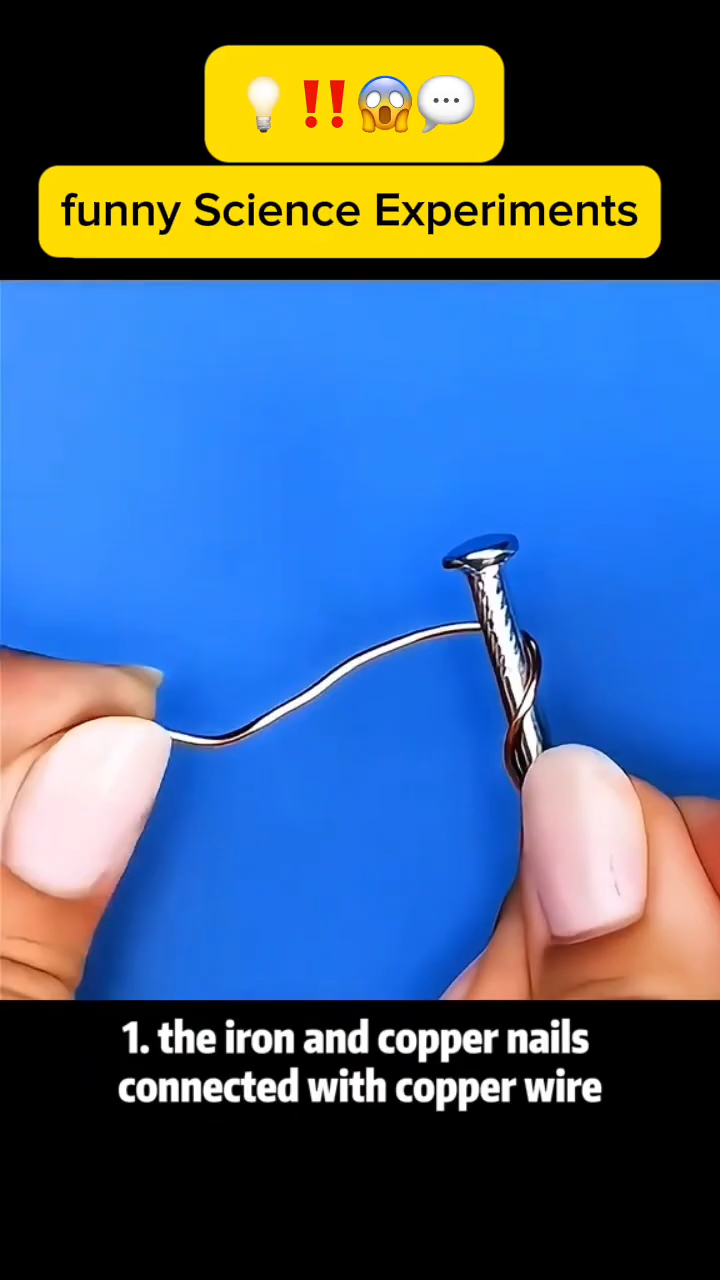 💡‼️😱💬
funny Science Experiments
1. the iron and copper nails
connected with copper wire